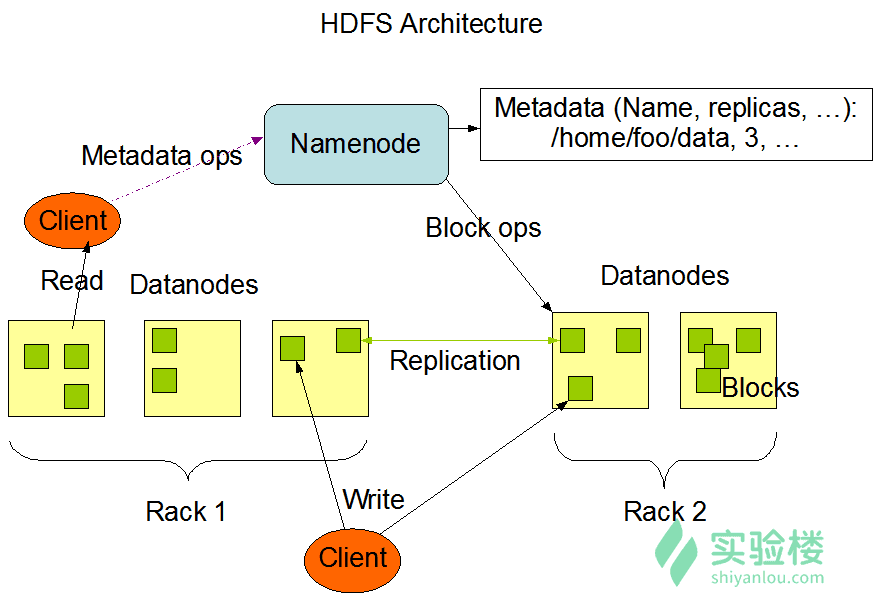 HDFS Architecture
Metadata (Name, replicas, …):
/home/foo/data, 3, …
Namenode
Metadata ops
Client
Block ops
Read
Datanodes
Datanodes
Replication
Blocks
Rack 1
Write
Rack 2
Client
实验楼
shiyanlou.com